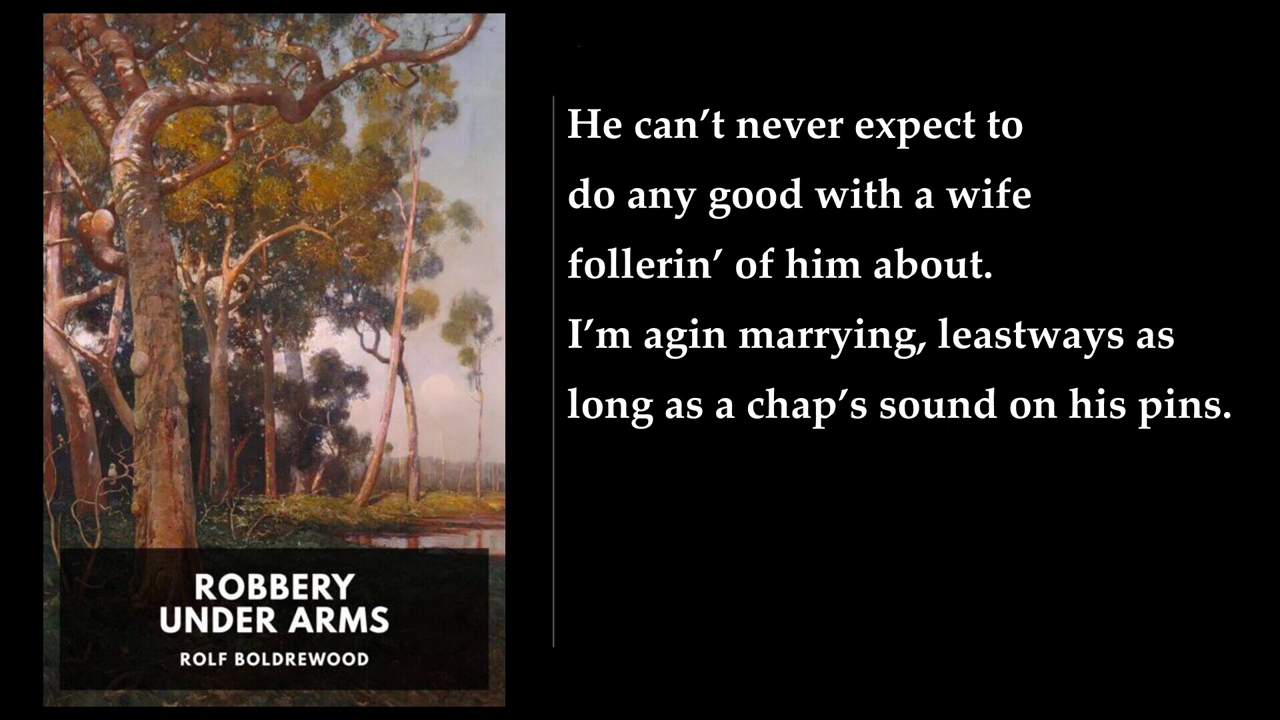 He can’t never expect to
do any good with a wife
follerin’ of him about.
I’m agin marrying, leastways as
long as a chap’s sound on his pins.
ROBBERY
UNDER ARMS
ROLF BOLDREWOOD